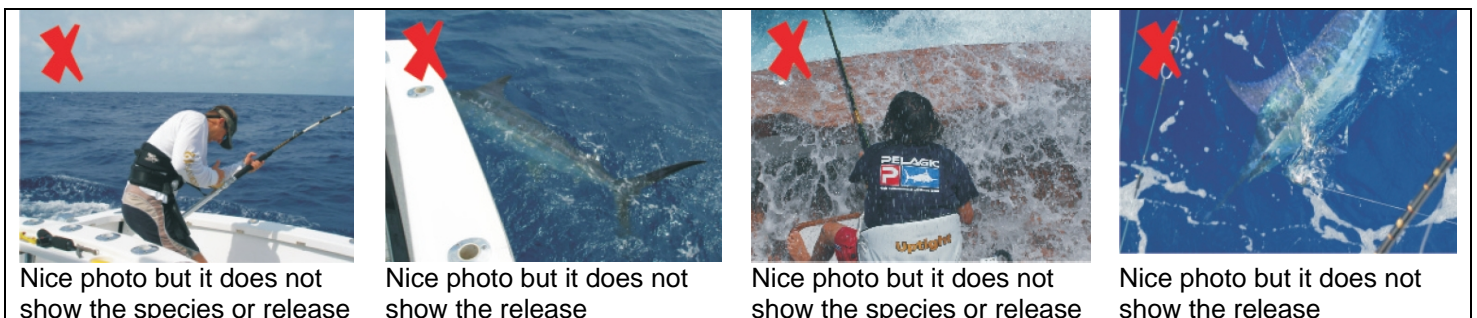 PELAGIC
P
Uptight
Nice photo but it does not
show the species or release
Nice photo but it does not
show the release
Nice photo but it does not
show the species or release
Nice photo but it does not
show the release